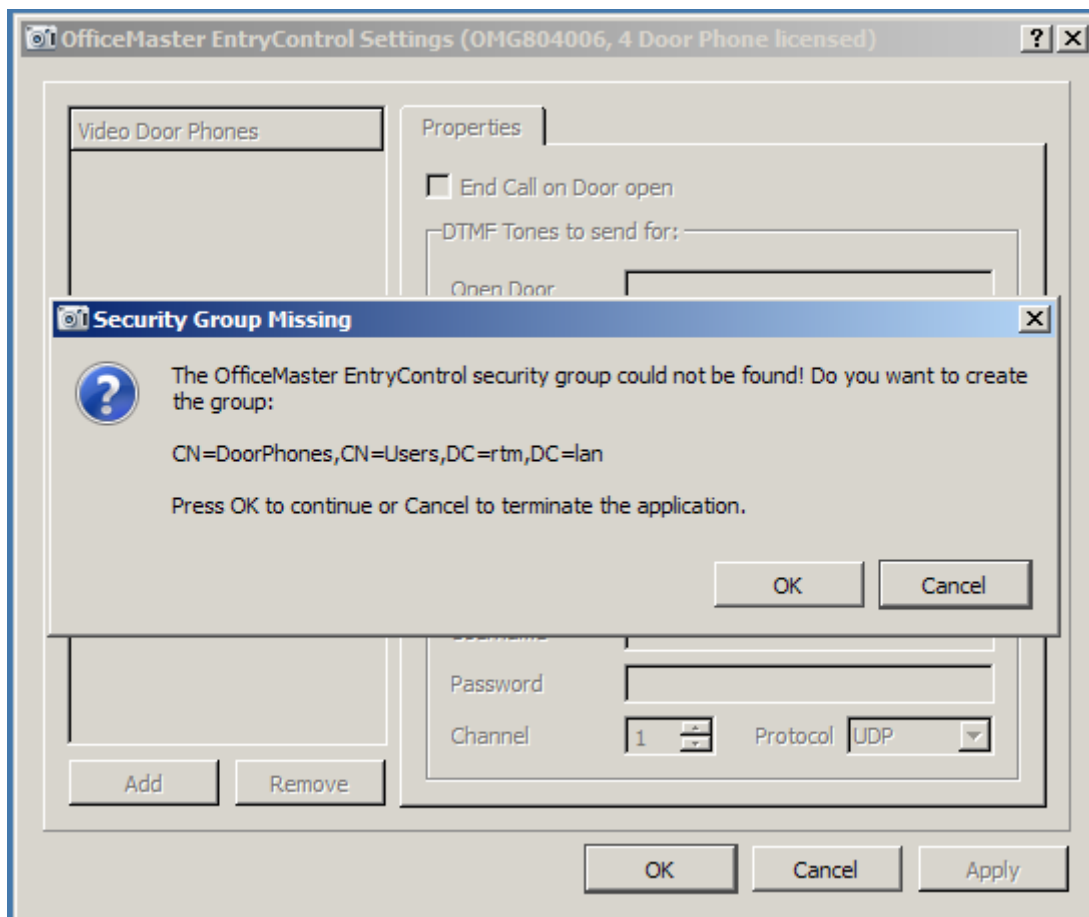 OfficeMaster EntryControl Settings (OMG804006, 4 Door Phone licensed)
Video Door Phones
Properties
End Call on Door open
DTMF Tones to send for:
Open Door
Security Group Missing
The OfficeMaster EntryControl security group could not be found! Do you want to create
the group:
CN=DoorPhones,CN=Users,DC=rtm,DC=lan
Press OK to continue or Cancel to terminate the application.
OK Cancel
Password
Channel 1 Protocol UDP
Add Remove
OK Cancel Apply